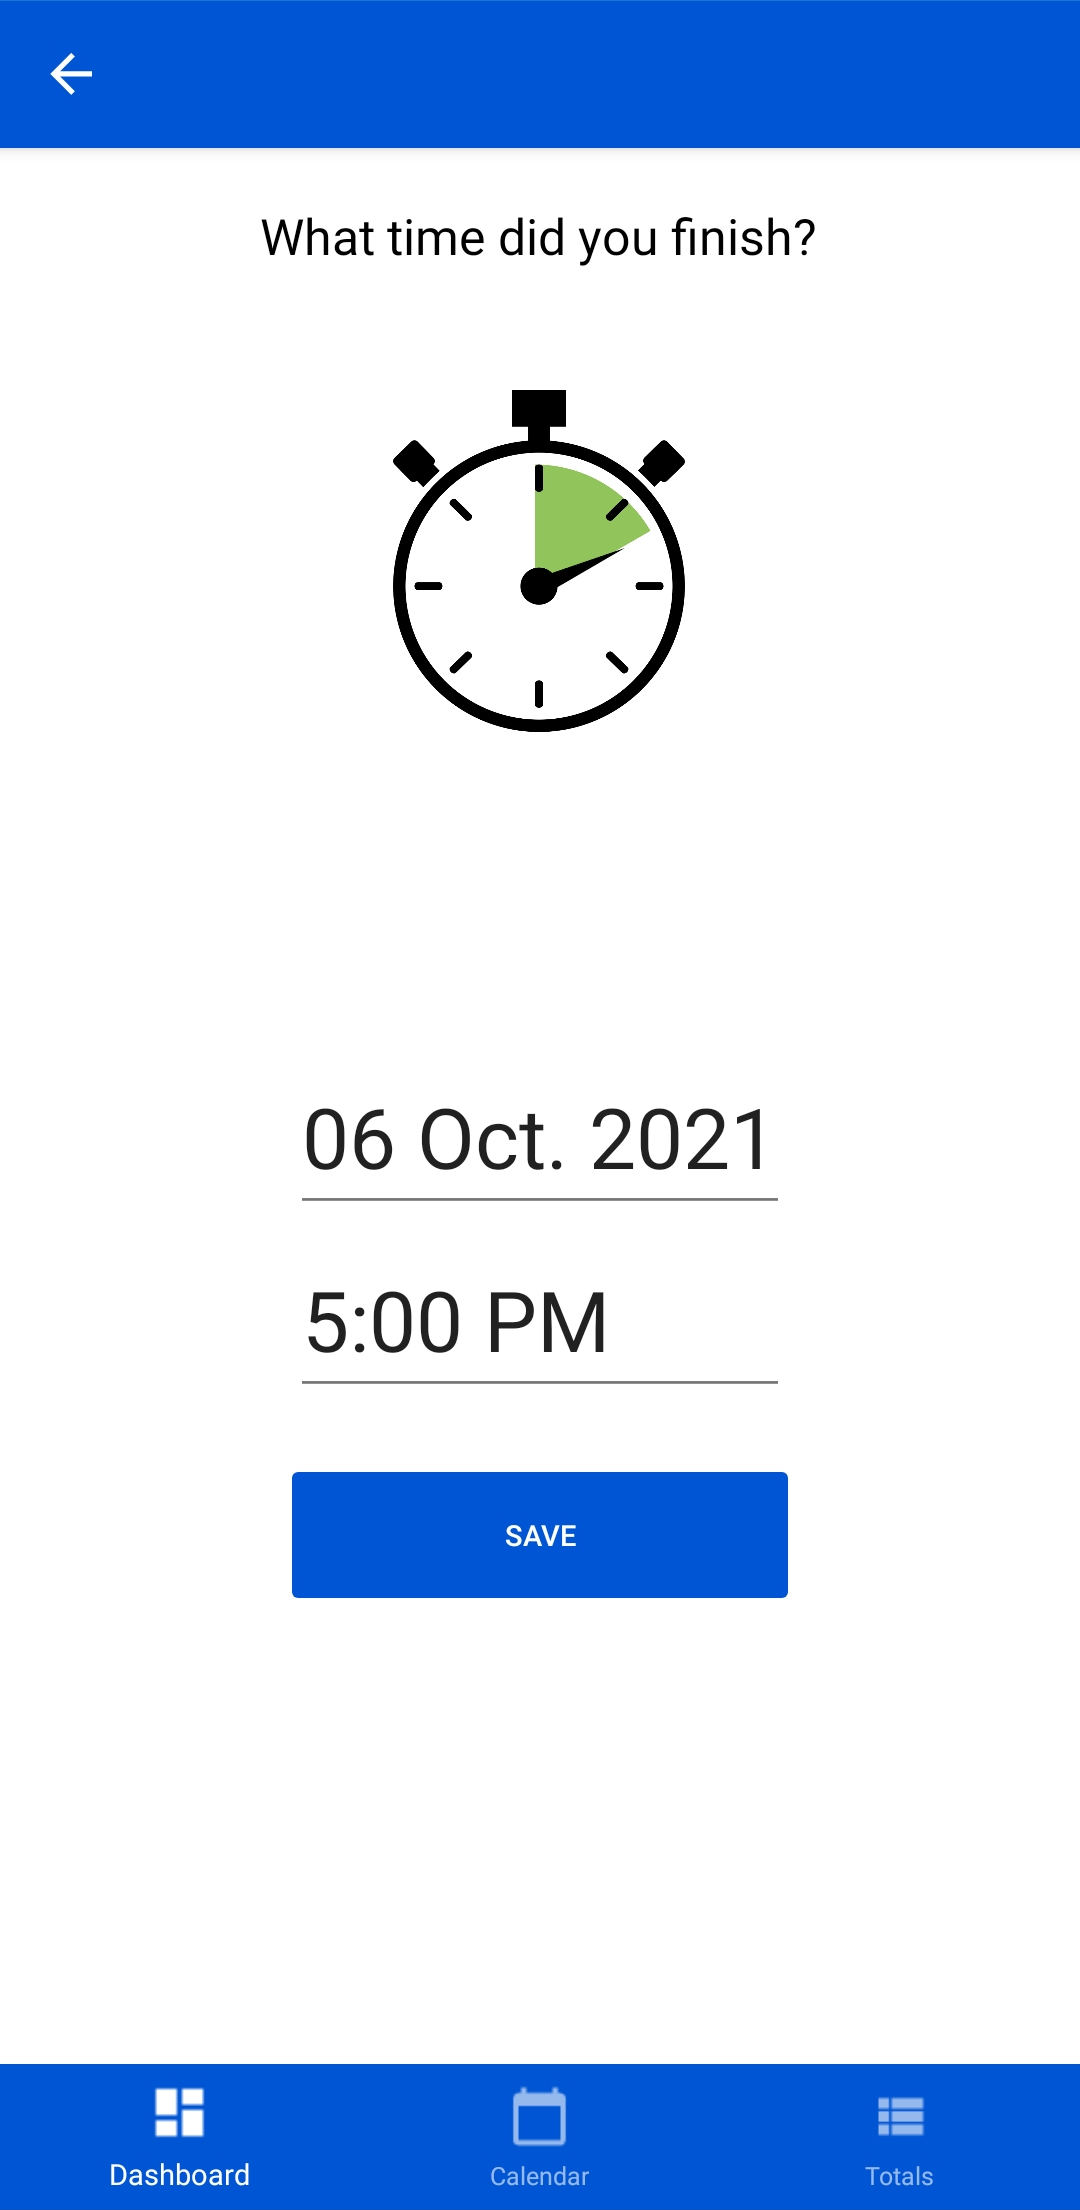 What time did you finish?
06 Oct. 2021
5:00 PM
SAVE
Dashboard
Calendar
Totals